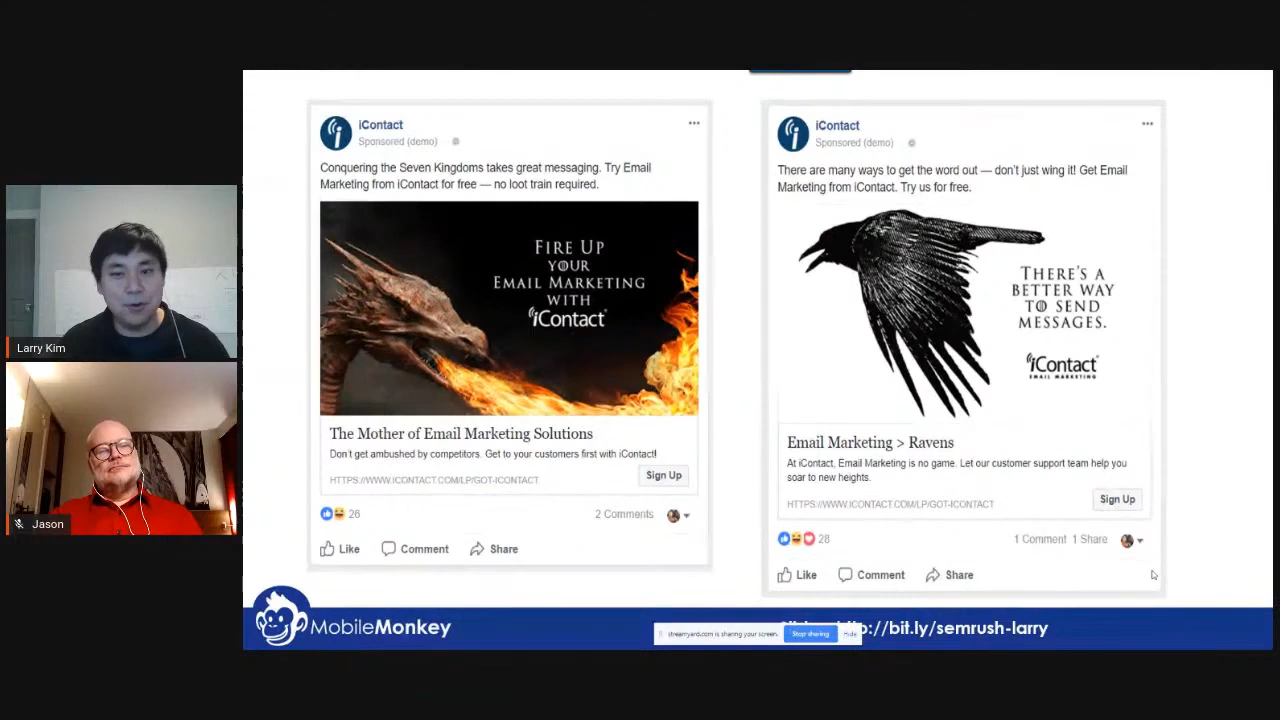 Larry Kim
Jason
iContact
Sponsored (demo)
Conquering the Seven Kingdoms takes great messaging. Try Email
Marketing from iContact for free — no loot train required.
FIRE UP
YOUR
EMAIL MARKETING
WITH
iContact
The Mother of Email Marketing Solutions
Don't get ambushed by competitors. Get to your customers first with iContact!
HTTPS://WWW.ICONTACT.COM/LP/GOT-ICONTACT
Sign Up
26
2 Comments
Like Comment Share
iContact
Sponsored (demo)
There are many ways to get the word out — don't just wing it! Get Email
Marketing from iContact. Try us for free.
THERE'S A
BETTER WAY
TO SEND
MESSAGES.
iContact
EMAIL MARKETING
Email Marketing > Ravens
At iContact, Email Marketing is no game. Let our customer support team help you
soar to new heights.
HTTPS://WWW.ICONTACT.COM/LP/GOT-ICONTACT
Sign Up
28
1 Comment 1 Share
Like Comment Share
MobileMonkey
streamyard.com is sharing your screen. Stop sharing Hide
//bit.ly/semrush-larry